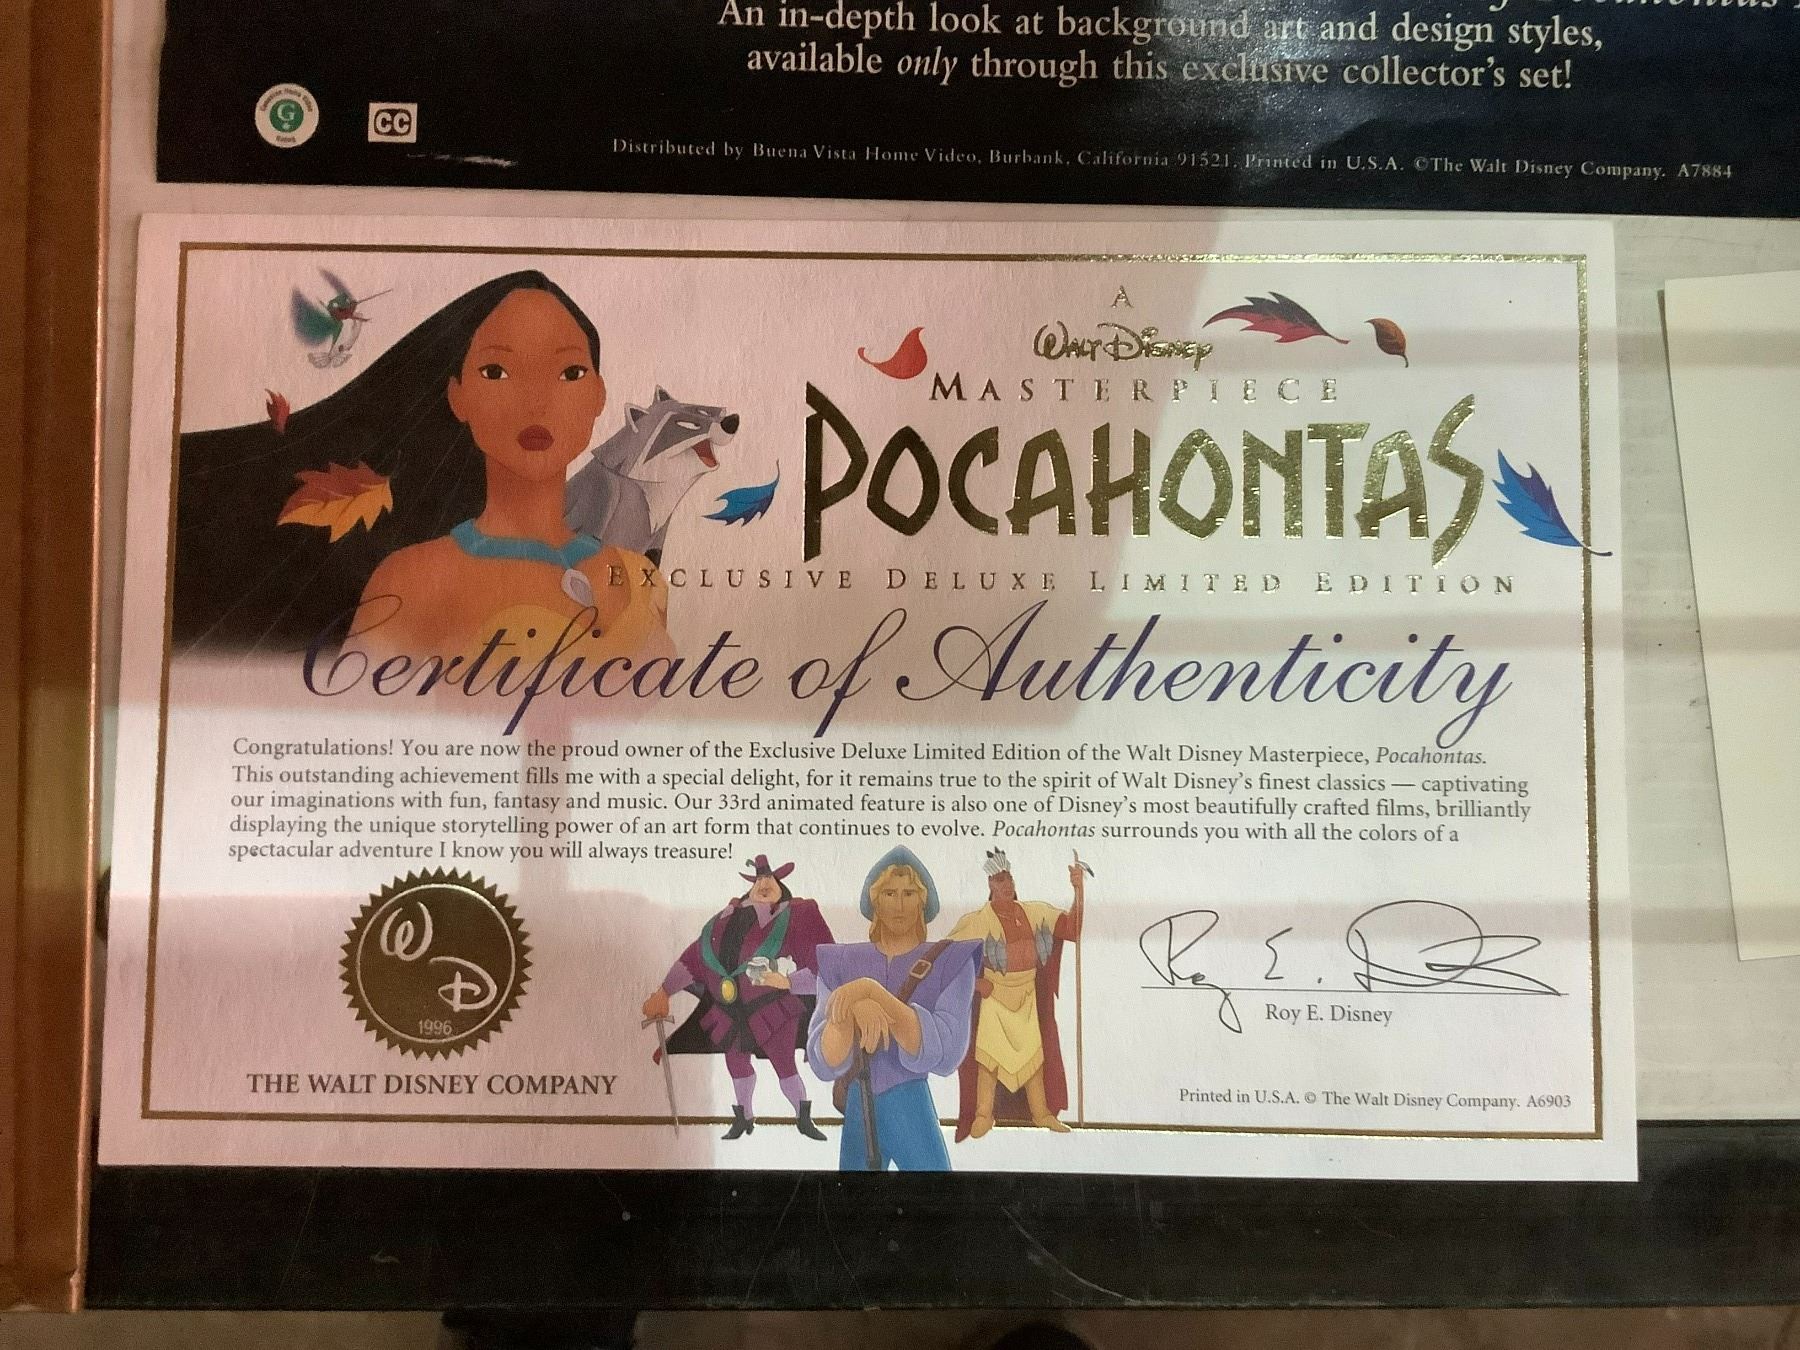 An in-depth look at background art and design styles,
available only through this exclusive collector's set!
G
CC
Distributed by Buena Vista Home Video, Burbank, California 91521. Printed in U.S.A. ©The Walt Disney Company. A7884
A
Walt Disney
MASTERPIECE
POCAHONTAS
EXCLUSIVE DELUXE LIMITED EDITION
Certificate of Authenticity
Congratulations! You are now the proud owner of the Exclusive Deluxe Limited Edition of the Walt Disney Masterpiece, Pocahontas.
This outstanding achievement fills me with a special delight, for it remains true to the spirit of Walt Disney's finest classics — captivating
our imaginations with fun, fantasy and music. Our 33rd animated feature is also one of Disney's most beautifully crafted films, brilliantly
displaying the unique storytelling power of an art form that continues to evolve. Pocahontas surrounds you with all the colors of a
spectacular adventure I know you will always treasure!
W
D
1996
THE WALT DISNEY COMPANY
Roy E. Disney
Roy E. Disney
Printed in U.S.A. © The Walt Disney Company. A6903